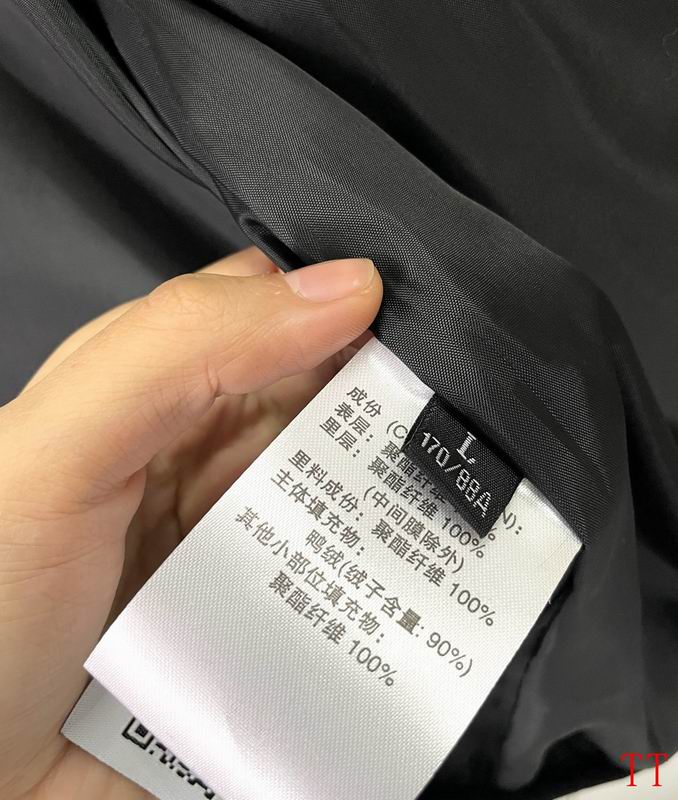 成份 (C N):
表层: 聚酯纤维 100%
里层: 聚酯纤维 100%
(中间膜除外)
里料成份: 聚酯纤维 100%
主体填充物:
鸭绒(绒子含量: 90%)
其他小部位填充物:
聚酯纤维 100%
L
170/88A
TT